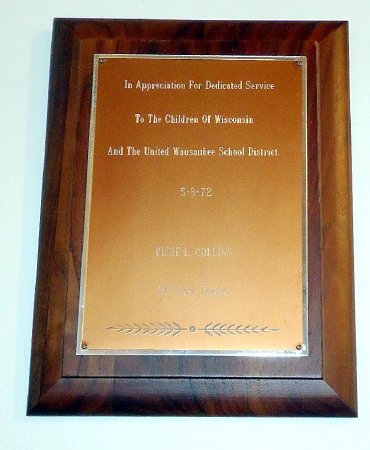 In Appreciation For Dedicated Service
To The Children Of Wisconsin
And The United Wausaukee School District.
5-8-72
L. COLLINS